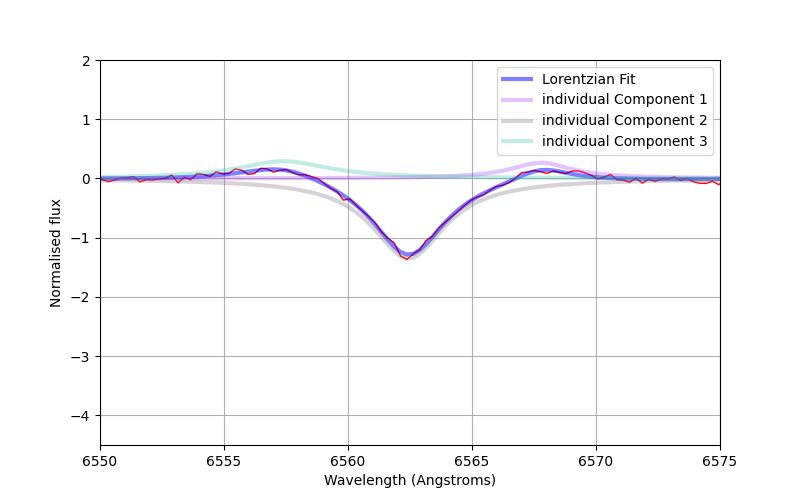 Lorentzian Fit
individual Component 1
individual Component 2
individual Component 3
2
1
0
−1
−2
−3
−4
Normalised flux
6550 6555 6560 6565 6570 6575
Wavelength (Angstroms)